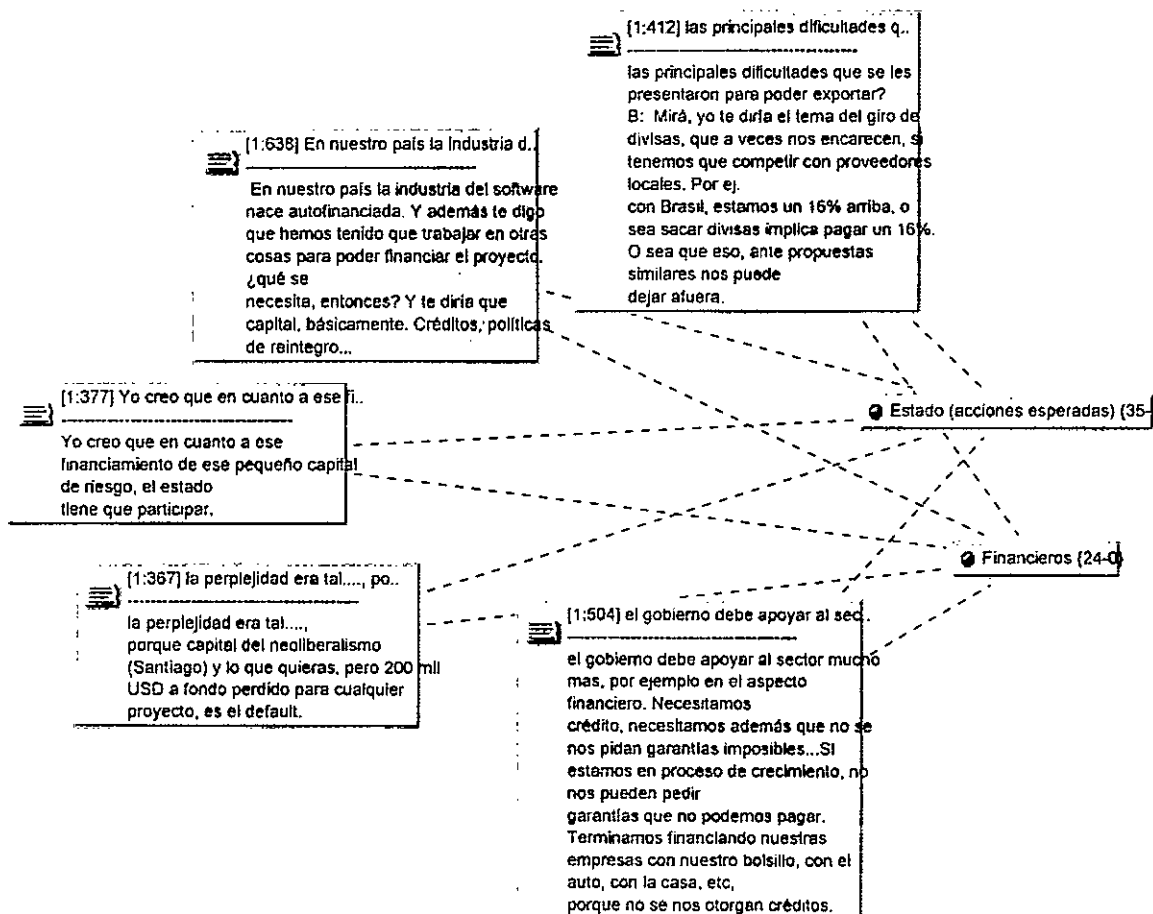 [1:412] las principales dificultades q..
las principales dificultades que se les
presentaron para poder exportar?
B: Mirá, yo te diría el tema del giro de
divisas, que a veces nos encarecen, si
tenemos que competir con proveedores
locales. Por ej.
con Brasil, estamos un 16% arriba, o
sea sacar divisas implica pagar un 16%.
O sea que eso, ante propuestas
similares nos puede
dejar afuera.
[1:638] En nuestro país la industria d..
En nuestro país la industria del software
nace autofinanciada. Y además te digo
que hemos tenido que trabajar en otras
cosas para poder financiar el proyecto.
¿qué se
necesita, entonces? Y te diría que
capital, básicamente. Créditos, políticas
de reintegro...
[1:377] Yo creo que en cuanto a ese fi..
Yo creo que en cuanto a ese
financiamiento de ese pequeño capital
de riesgo, el estado
tiene que participar.
Estado (acciones esperadas) {35-
Financieros {24-0}
[1:367] la perplejidad era tal...., po..
la perplejidad era tal....,
porque capital del neoliberalismo
(Santiago) y lo que quieras, pero 200 mil
USD a fondo perdido para cualquier
proyecto, es el default.
[1:504] el gobierno debe apoyar al sec..
el gobierno debe apoyar al sector mucho
mas, por ejemplo en el aspecto
financiero. Necesitamos
crédito, necesitamos además que no se
nos pidan garantías imposibles...Si
estamos en proceso de crecimiento, no
nos pueden pedir
garantías que no podemos pagar.
Terminamos financiando nuestras
empresas con nuestro bolsillo, con el
auto, con la casa, etc,
porque no se nos otorgan créditos.